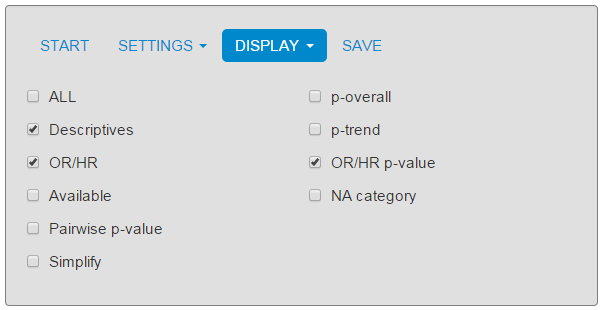 START SETTINGS DISPLAY SAVE
ALL p-overall
Descriptives p-trend
OR/HR OR/HR p-value
Available NA category
Pairwise p-value
Simplify